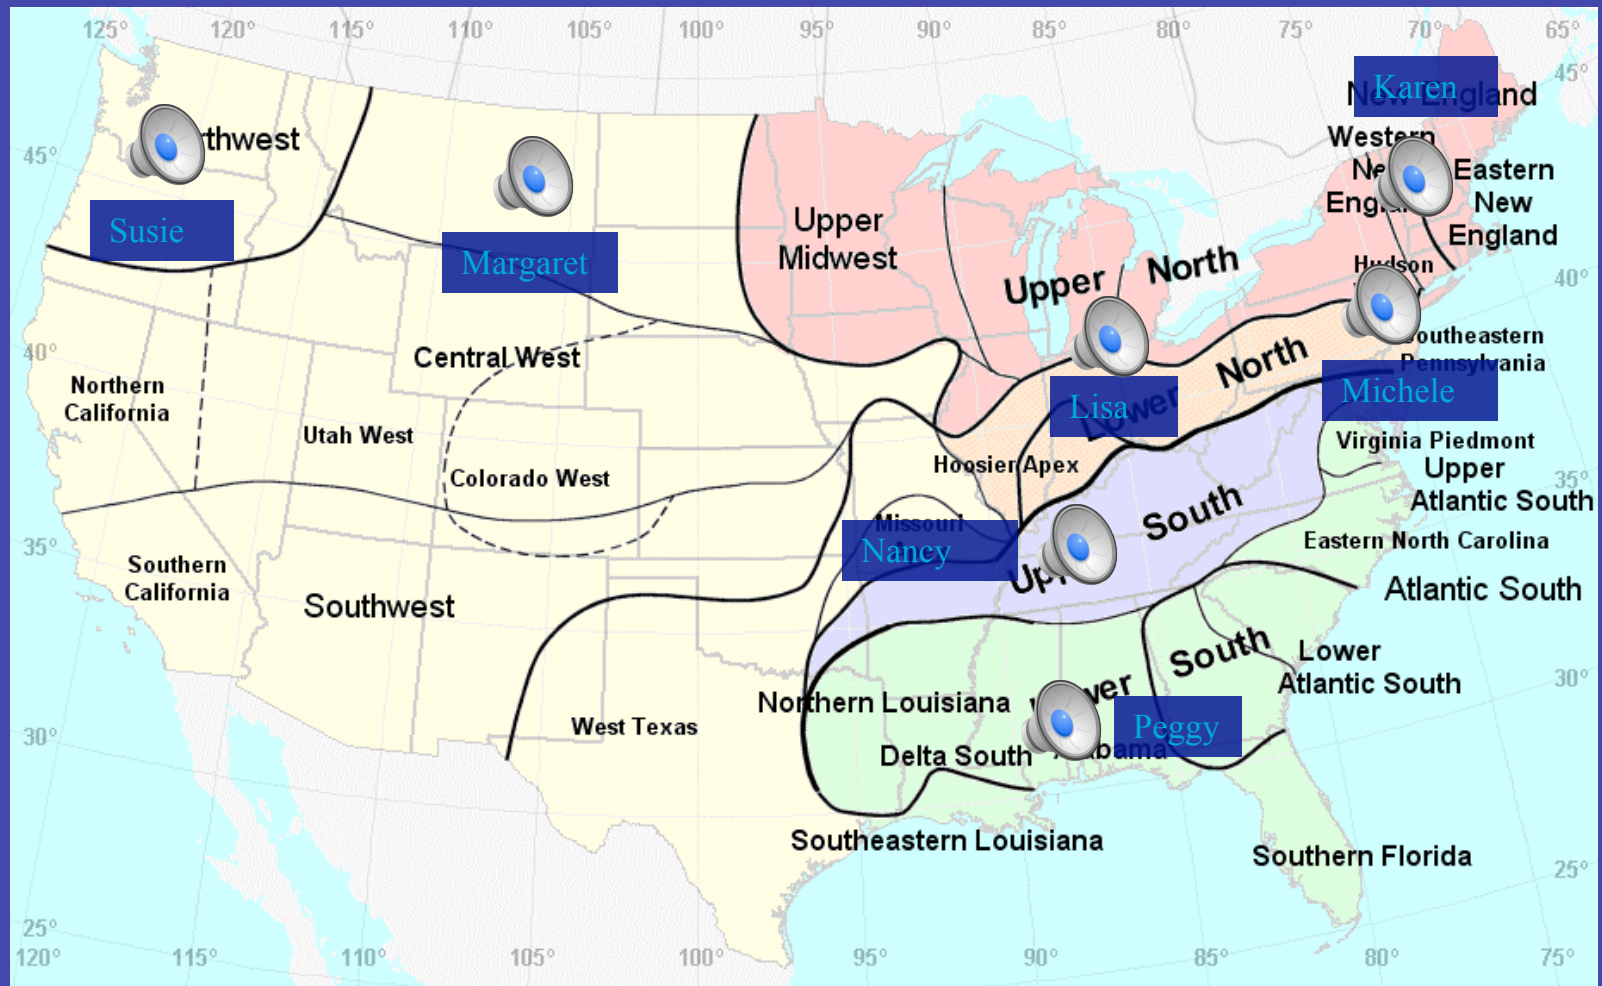 125° 120° 115° 110° 105° 100° 95° 90° 85° 80° 75° 70° 65°
45°
Karen
New England
Western
rthwest
45°
Eastern
New
England
Susie
Upper
Midwest
Margaret
Upper
North
Hudson
40°
Southeastern
Pennsylvania
40°
Central West
North
Northern
California
Lisa
Lower
Michele
Utah West
Virginia Piedmont
Hoosier Apex
Upper
Atlantic South
35°
Colorado West
Missouri
Nancy
South
Eastern North Carolina
35°
Southern
California
Up
Atlantic South
Southwest
South
Lower
Atlantic South
30°
Northern Louisiana
wer
West Texas
Peggy
30°
Delta South
Southeastern Louisiana
Southern Florida
25°
25°
120° 115° 110° 105° 100° 95° 90° 85° 80° 75°